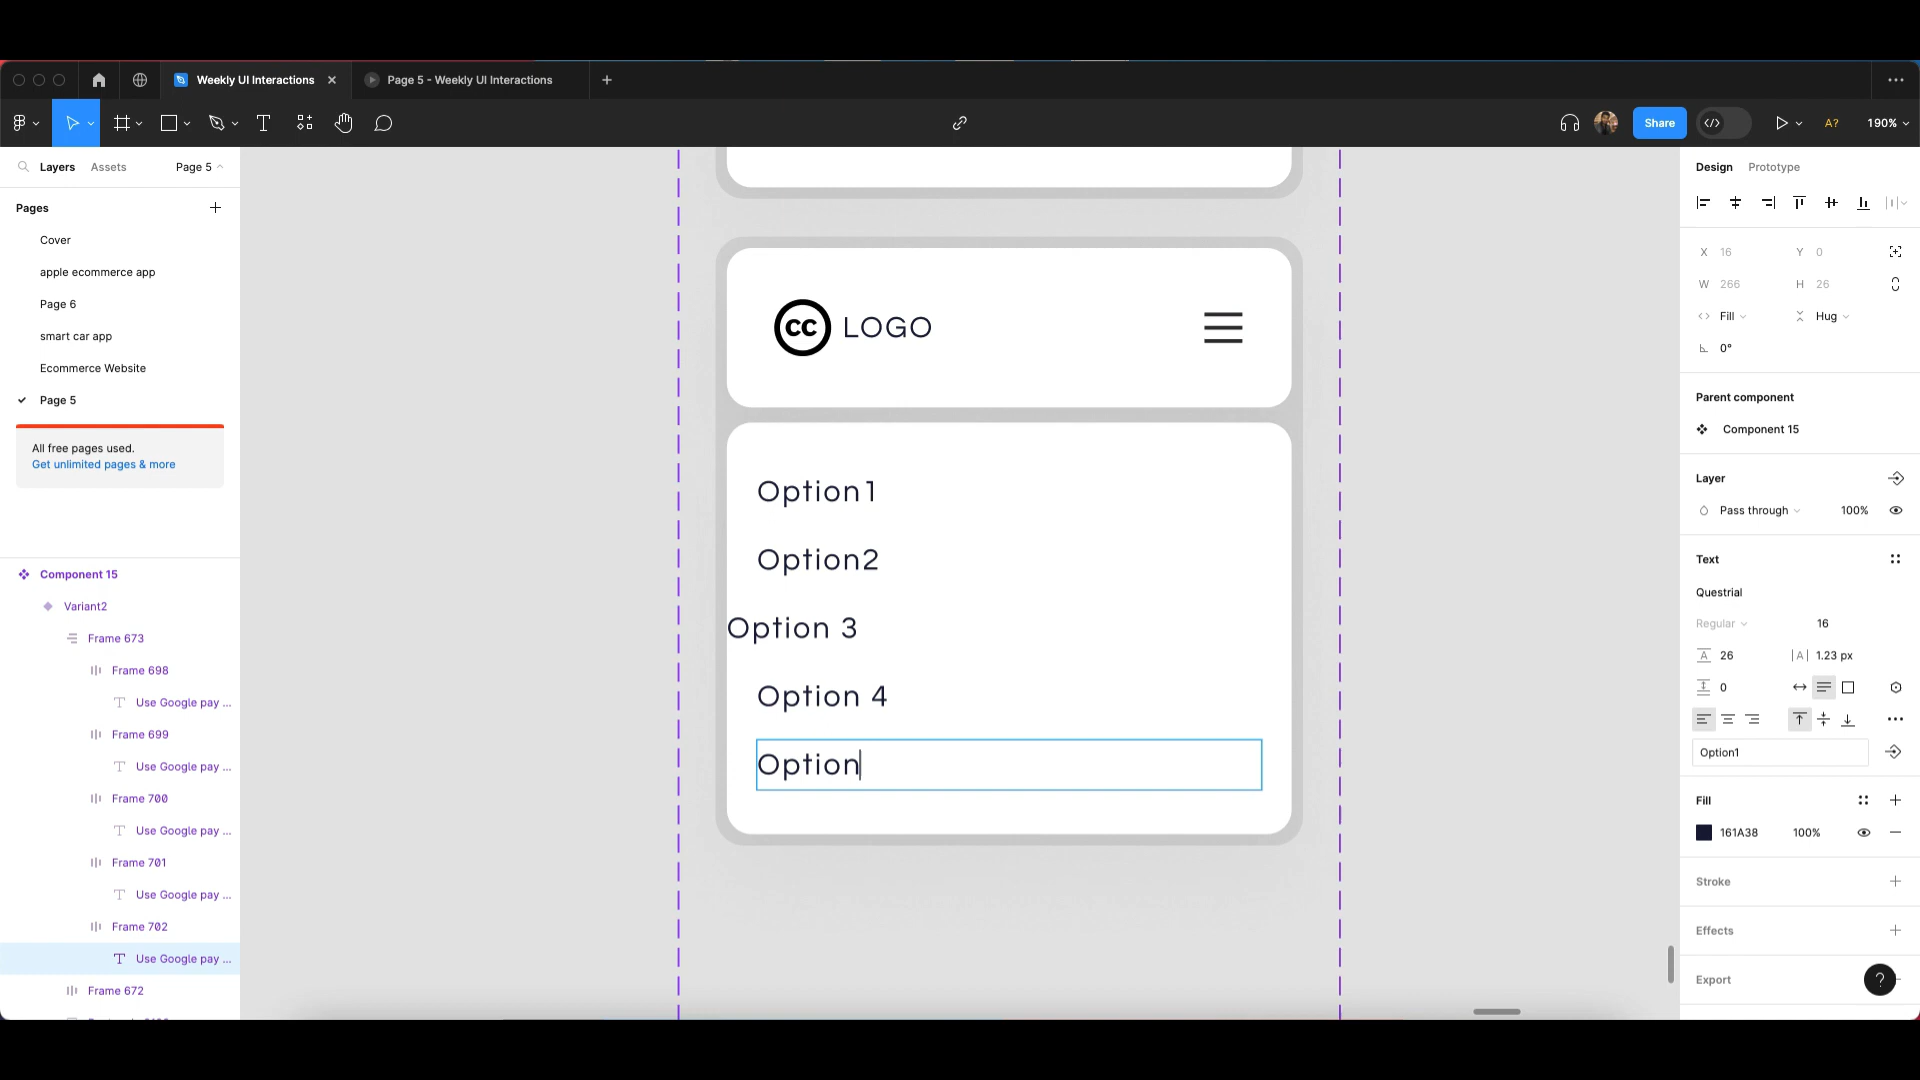 Weekly UI Interactions
Page 5 - Weekly UI Interactions
Share
A?
190%
Layers
Assets
Page 5
Pages
Cover
apple ecommerce app
Page 6
smart car app
Ecommerce Website
Page 5
All free pages used.
Get unlimited pages & more
Component 15
Variant2
Frame 673
Frame 698
Use Google pay ...
Frame 699
Use Google pay ...
Frame 700
Use Google pay ...
Frame 701
Use Google pay ...
Frame 702
Use Google pay ...
Frame 672
cc LOGO
Option1
Option2
Option 3
Option 4
Option
Design
Prototype
X 16
Y 0
W 266
H 26
Fill
Hug
0°
Parent component
Component 15
Layer
Pass through
100%
Text
Questrial
Regular
16
26
1.23 px
0
Option1
Fill
161A38
100%
Stroke
Effects
Export
?